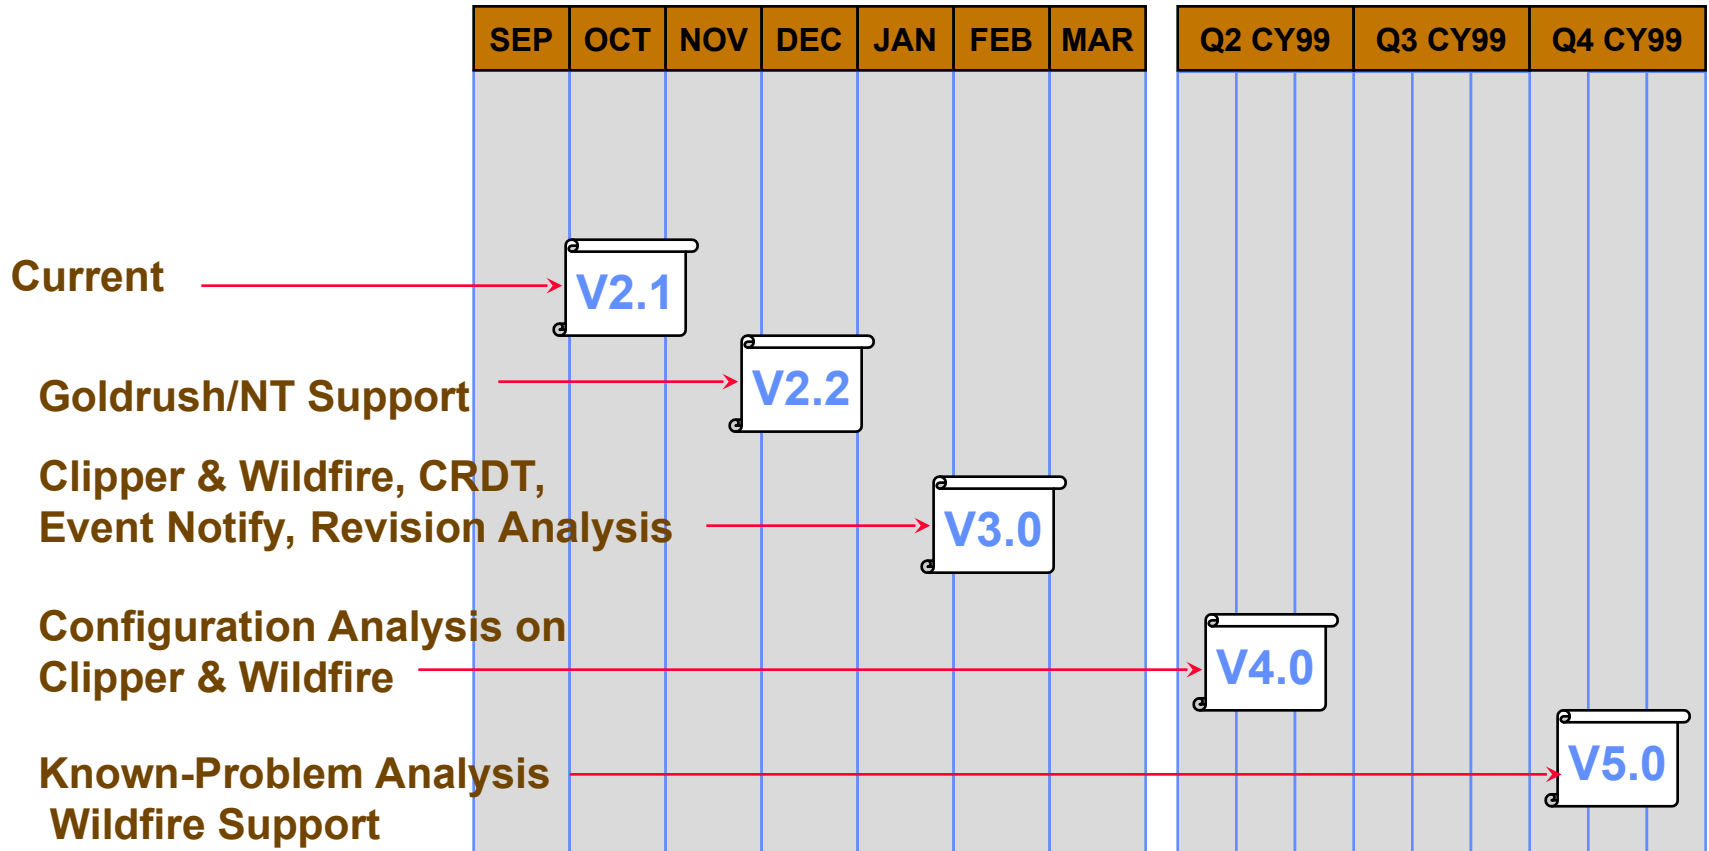 SEP OCT NOV DEC JAN FEB MAR Q2 CY99 Q3 CY99 Q4 CY99
Current
V2.1
Goldrush/NT Support
V2.2
Clipper & Wildfire, CRDT,
Event Notify, Revision Analysis
V3.0
Configuration Analysis on
Clipper & Wildfire
V4.0
Known-Problem Analysis
Wildfire Support
V5.0